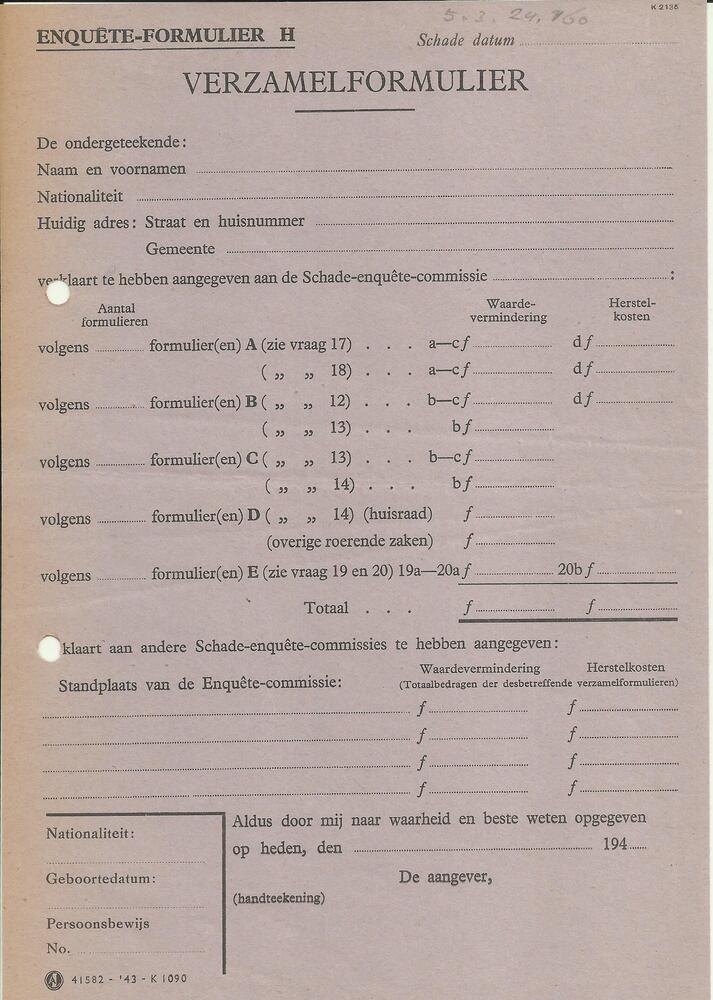 K 2135
5.3.24.760
ENQUÊTE-FORMULIER H
Schade datum
VERZAMELFORMULIER
De ondergeteekende:
Naam en voornamen
Nationaliteit
Huidig adres: Straat en huisnummer
Gemeente
verklaart te hebben aangegeven aan de Schade-enquête-commissie :
Aantal formulieren Waarde-vermindering Herstel-kosten
volgens formulier(en) A (zie vraag 17) . . . a—c f d f
( „ „ 18) . . . a—c f d f
volgens formulier(en) B ( „ „ 12) . . . b—c f d f
( „ „ 13) . . . b f
volgens formulier(en) C ( „ „ 13) . . . b—c f
( „ „ 14) . . . b f
volgens formulier(en) D ( „ „ 14) (huisraad) f
(overige roerende zaken) f
volgens formulier(en) E (zie vraag 19 en 20) 19a—20a f 20b f
Totaal . . . f f
klaart aan andere Schade-enquête-commissies te hebben aangegeven:
Waardevermindering Herstelkosten
Standplaats van de Enquête-commissie: (Totaalbedragen der desbetreffende verzamelformulieren)
f f
f f
f f
f f
Aldus door mij naar waarheid en beste weten opgegeven
op heden, den 194
De aangever,
(handteekening)
Nationaliteit:
Geboortedatum:
Persoonsbewijs
No.
41582 - '43 - K 1090